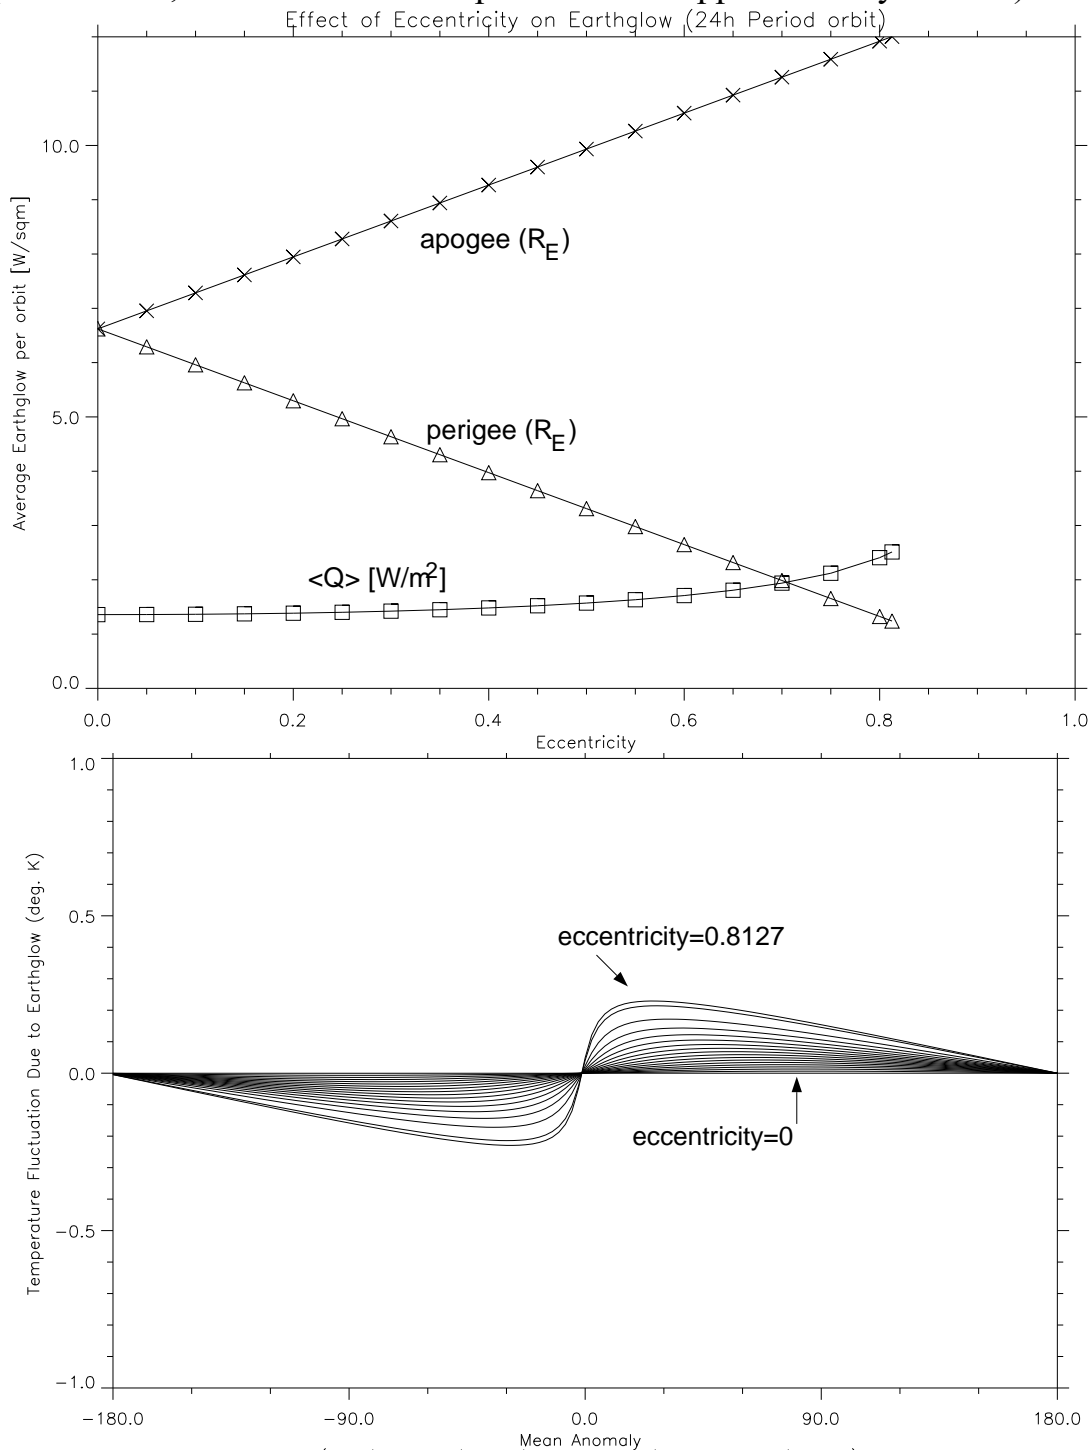 Effect of Eccentricity on Earthglow (24h Period orbit)
Average Earthglow per orbit [W/sqm]
10.0
5.0
0.0
apogee (R_E)
perigee (R_E)
<Q> [W/m²]
0.0 0.2 0.4 0.6 0.8 1.0
Eccentricity
Temperature Fluctuation Due to Earthglow (deg. K)
1.0
0.5
0.0
−0.5
−1.0
eccentricity=0.8127
eccentricity=0
−180.0 −90.0 0.0 90.0 180.0
Mean Anomaly